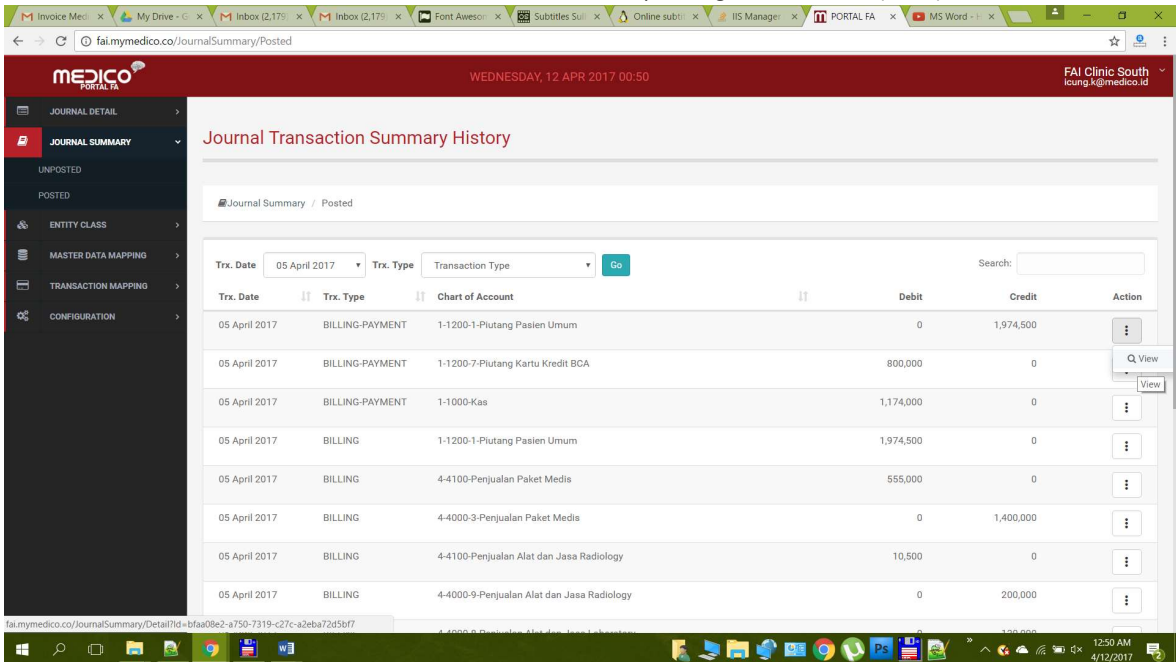 Invoice Medi
My Drive - G
Inbox (2,179)
Inbox (2,179)
Font Aweson
Subtitles Sul
Online subti
IIS Manager
PORTAL FA
MS Word - H
fai.mymedico.co/JournalSummary/Posted
MEDICO
PORTAL FA
WEDNESDAY, 12 APR 2017 00:50
FAI Clinic South
icung.k@medico.id
JOURNAL DETAIL
JOURNAL SUMMARY
UNPOSTED
POSTED
ENTITY CLASS
MASTER DATA MAPPING
TRANSACTION MAPPING
CONFIGURATION
Journal Transaction Summary History
Journal Summary / Posted
Trx. Date 05 April 2017 Trx. Type Transaction Type Go Search:
Trx. Date Trx. Type Chart of Account Debit Credit Action
05 April 2017 BILLING-PAYMENT 1-1200-1-Piutang Pasien Umum 0 1,974,500
View
05 April 2017 BILLING-PAYMENT 1-1200-7-Piutang Kartu Kredit BCA 800,000 0
View
05 April 2017 BILLING-PAYMENT 1-1000-Kas 1,174,000 0
05 April 2017 BILLING 1-1200-1-Piutang Pasien Umum 1,974,500 0
05 April 2017 BILLING 4-4100-Penjualan Paket Medis 555,000 0
05 April 2017 BILLING 4-4000-3-Penjualan Paket Medis 0 1,400,000
05 April 2017 BILLING 4-4100-Penjualan Alat dan Jasa Radiology 10,500 0
05 April 2017 BILLING 4-4000-9-Penjualan Alat dan Jasa Radiology 0 200,000
fai.mymedico.co/JournalSummary/Detail?Id=bfaa08e2-a750-7319-c27c-a2eba72d5bf7
12:50 AM
4/12/2017